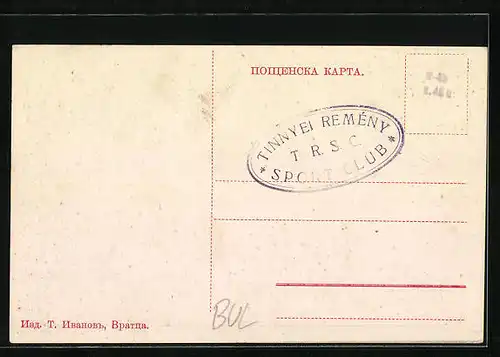 ПОЩЕНСКА КАРТА.
* TINNYEI REMÉNY *
T. R. S. C.
SPORT CLUB
BUL
Изд. Т. Ивановъ, Вратца.